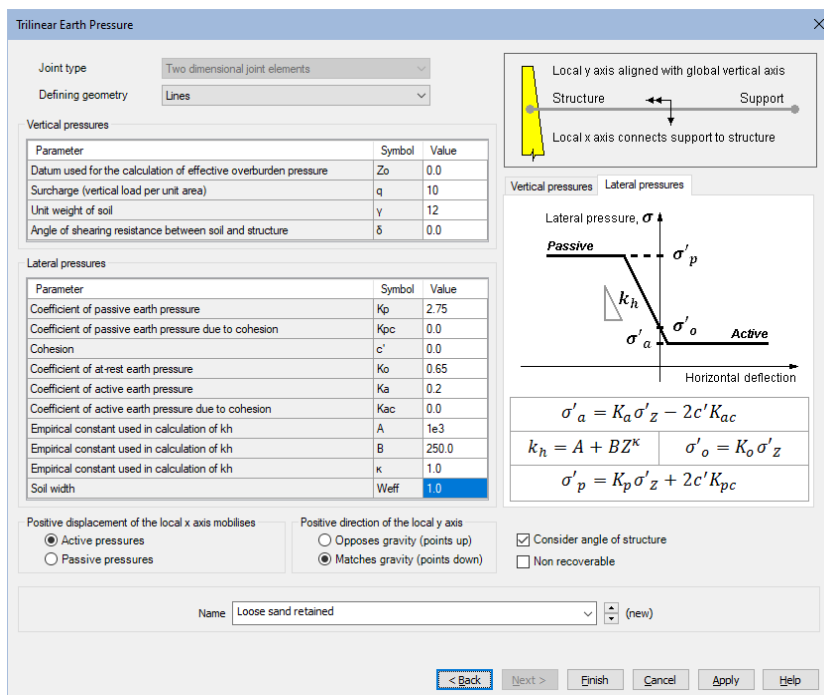 Trilinear Earth Pressure
Joint type Two dimensional joint elements
Defining geometry Lines
Vertical pressures
Parameter Symbol Value
Datum used for the calculation of effective overburden pressure Zo 0.0
Surcharge (vertical load per unit area) q 10
Unit weight of soil γ 12
Angle of shearing resistance between soil and structure δ 0.0
Lateral pressures
Parameter Symbol Value
Coefficient of passive earth pressure Kp 2.75
Coefficient of passive earth pressure due to cohesion Kpc 0.0
Cohesion c' 0.0
Coefficient of at-rest earth pressure Ko 0.65
Coefficient of active earth pressure Ka 0.2
Coefficient of active earth pressure due to cohesion Kac 0.0
Empirical constant used in calculation of kh A 1e3
Empirical constant used in calculation of kh B 250.0
Empirical constant used in calculation of kh κ 1.0
Soil width Weff 1.0
Positive displacement of the local x axis mobilises
Active pressures
Passive pressures
Positive direction of the local y axis
Opposes gravity (points up)
Matches gravity (points down)
Local y axis aligned with global vertical axis
Structure Support
Local x axis connects support to structure
Vertical pressures Lateral pressures
Lateral pressure, σ
Passive σ'p
kh
σ'o
σ'a Active
Horizontal deflection
σ'a = Kaσ'Z − 2c'Kac
kh = A + BZ^κ σ'o = Koσ'Z
σ'p = Kpσ'Z + 2c'Kpc
Consider angle of structure
Non recoverable
Name Loose sand retained (new)
< Back Next > Finish Cancel Apply Help